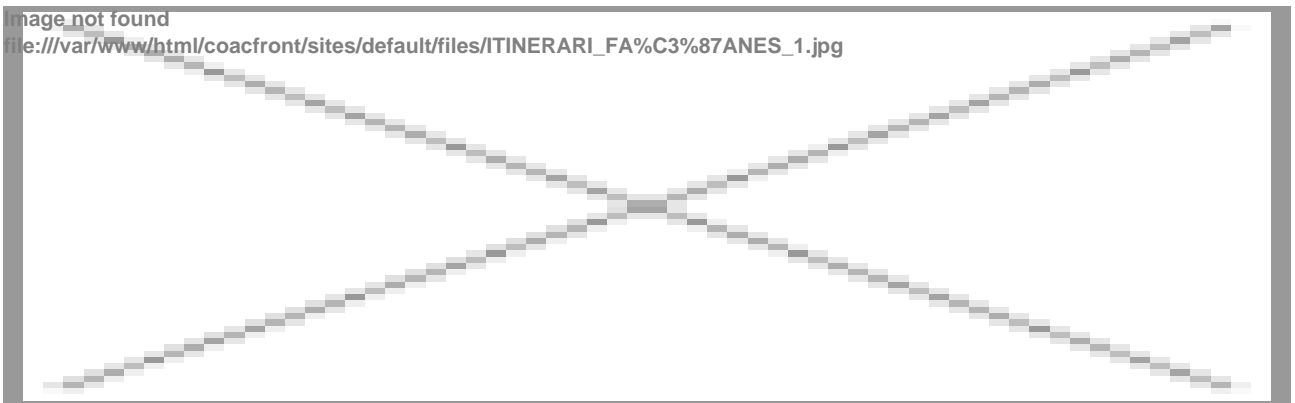 Image not found
file:///var/www/html/coacfront/sites/default/files/ITINERARI_FA%C3%87ANES_1.jpg